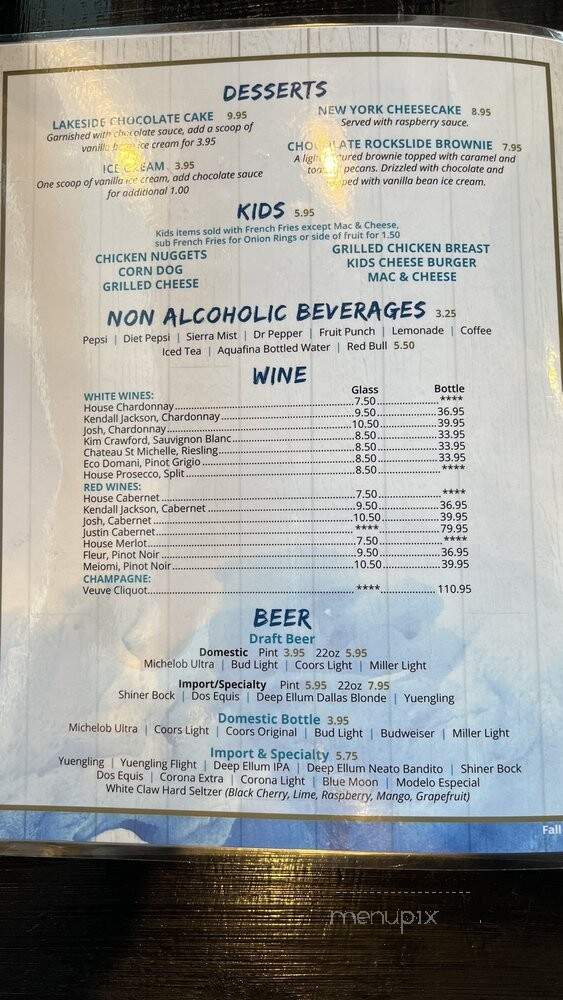 DESSERTS
LAKESIDE CHOCOLATE CAKE 9.95
Garnished with chocolate sauce, add a scoop of
vanilla bean ice cream for 3.95
ICE CREAM 3.95
One scoop of vanilla ice cream, add chocolate sauce
for additional 1.00
NEW YORK CHEESECAKE 8.95
Served with raspberry sauce.
CHOCOLATE ROCKSLIDE BROWNIE 7.95
A light textured brownie topped with caramel and
toasted pecans. Drizzled with chocolate and
topped with vanilla bean ice cream.
KIDS 5.95
Kids items sold with French Fries except Mac & Cheese,
sub French Fries for Onion Rings or side of fruit for 1.50
CHICKEN NUGGETS
CORN DOG
GRILLED CHEESE
GRILLED CHICKEN BREAST
KIDS CHEESE BURGER
MAC & CHEESE
NON ALCOHOLIC BEVERAGES 3.25
Pepsi | Diet Pepsi | Sierra Mist | Dr Pepper | Fruit Punch | Lemonade | Coffee
Iced Tea | Aquafina Bottled Water | Red Bull 5.50
WINE
Glass Bottle
WHITE WINES:
House Chardonnay 7.50 ****
Kendall Jackson, Chardonnay 9.50 36.95
Josh, Chardonnay 10.50 39.95
Kim Crawford, Sauvignon Blanc 8.50 33.95
Chateau St Michelle, Riesling 8.50 33.95
Eco Domani, Pinot Grigio 8.50 33.95
House Prosecco, Split 8.50 ****
RED WINES:
House Cabernet 7.50 ****
Kendall Jackson, Cabernet 9.50 36.95
Josh, Cabernet 10.50 39.95
Justin Cabernet **** 79.95
House Merlot 7.50 ****
Fleur, Pinot Noir 9.50 36.95
Meiomi, Pinot Noir 10.50 39.95
CHAMPAGNE:
Veuve Cliquot **** 110.95
BEER
Draft Beer
Domestic Pint 3.95 22oz 5.95
Michelob Ultra | Bud Light | Coors Light | Miller Light
Import/Specialty Pint 5.95 22oz 7.95
Shiner Bock | Dos Equis | Deep Ellum Dallas Blonde | Yuengling
Domestic Bottle 3.95
Michelob Ultra | Coors Light | Coors Original | Bud Light | Budweiser | Miller Light
Import & Specialty 5.75
Yuengling | Yuengling Flight | Deep Ellum IPA | Deep Ellum Neato Bandito | Shiner Bock
Dos Equis | Corona Extra | Corona Light | Blue Moon | Modelo Especial
White Claw Hard Seltzer (Black Cherry, Lime, Raspberry, Mango, Grapefruit)
Fall
menupix